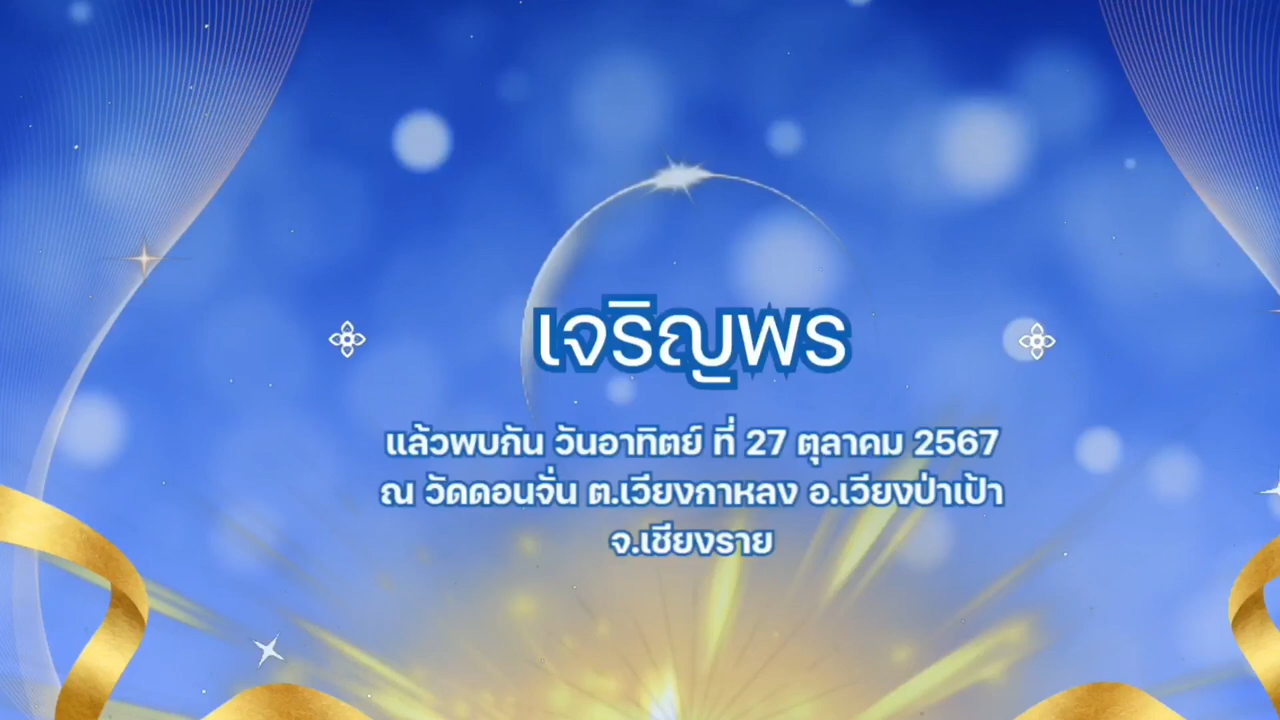 เจริญพร
แล้วพบกัน วันอาทิตย์ ที่ 27 ตุลาคม 2567
ณ วัดดอนจั่น ต.เวียงกาหลง อ.เวียงป่าเป้า
จ.เชียงราย